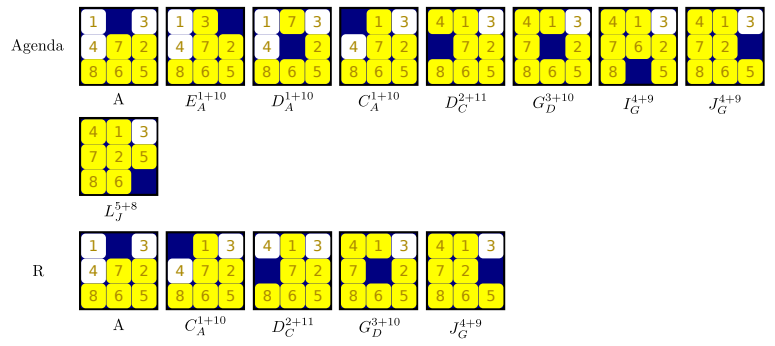 1 3 1 3 1 7 3 3 4 1 3 4 1 3 4 1 3 4 1 3
Agenda 4 7 2 4 7 2 4 2 4 7 2 7 2 7 2 7 6 2 7 2
8 6 5 8 6 5 8 6 5 8 6 5 8 6 5 8 6 5 8 5 8 6 5
A E_A^{1+10} D_A^{1+10} C_A^{1+10} D_C^{2+11} G_D^{3+10} I_G^{4+9} J_G^{4+9}
4 1 3
7 2 5
8 6
L_J^{5+8}
1 3 1 3 4 1 3 4 1 3 4 1 3
R 4 7 2 4 7 2 7 2 7 2 7 2
8 6 5 8 6 5 8 6 5 8 6 5 8 6 5
A C_A^{1+10} D_C^{2+11} G_D^{3+10} J_G^{4+9}